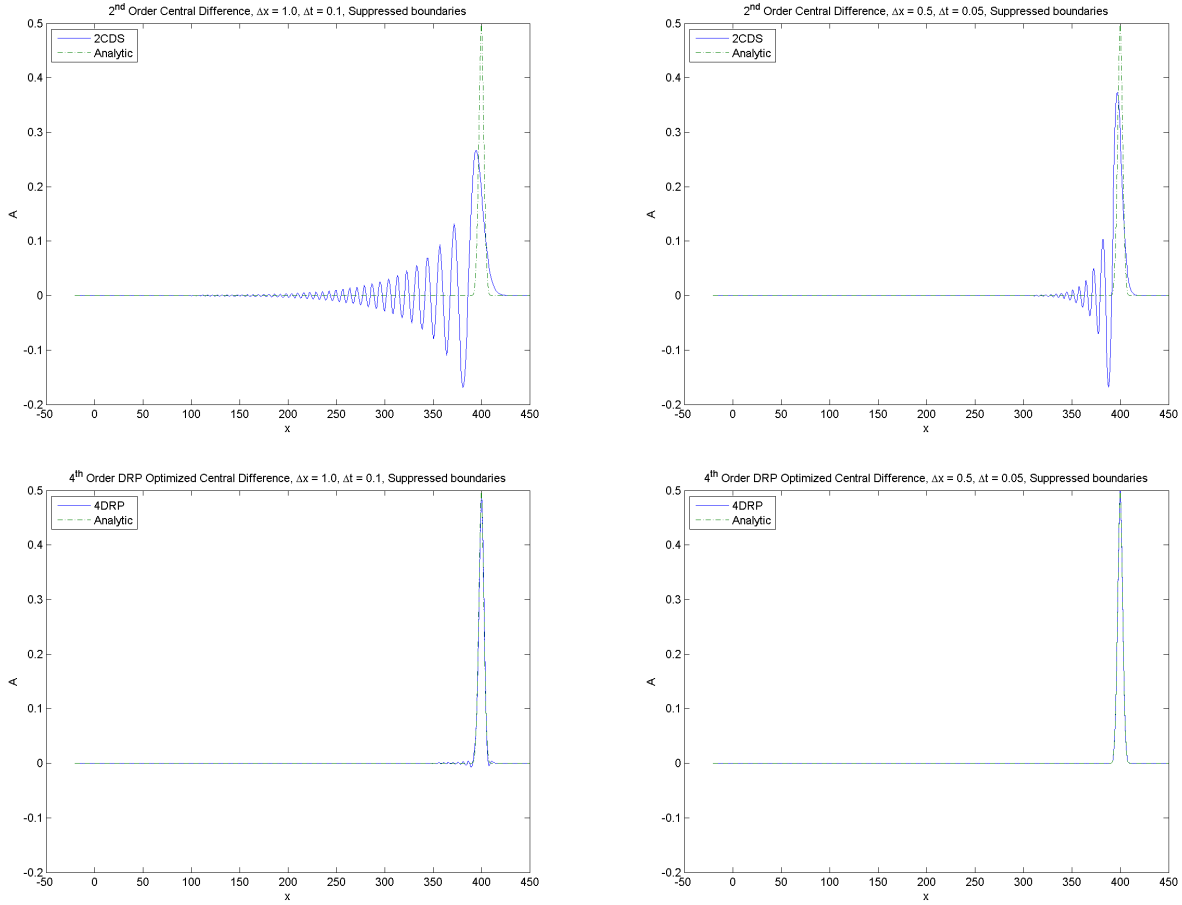 2nd Order Central Difference, Δx = 1.0, Δt = 0.1, Suppressed boundaries
0.5
0.4
0.3
0.2
0.1
0
-0.1
-0.2
A
2CDS
Analytic
-50 0 50 100 150 200 250 300 350 400 450
x
2nd Order Central Difference, Δx = 0.5, Δt = 0.05, Suppressed boundaries
0.5
0.4
0.3
0.2
0.1
0
-0.1
-0.2
A
2CDS
Analytic
-50 0 50 100 150 200 250 300 350 400 450
x
4th Order DRP Optimized Central Difference, Δx = 1.0, Δt = 0.1, Suppressed boundaries
0.5
0.4
0.3
0.2
0.1
0
-0.1
-0.2
A
4DRP
Analytic
-50 0 50 100 150 200 250 300 350 400 450
x
4th Order DRP Optimized Central Difference, Δx = 0.5, Δt = 0.05, Suppressed boundaries
0.5
0.4
0.3
0.2
0.1
0
-0.1
-0.2
A
4DRP
Analytic
-50 0 50 100 150 200 250 300 350 400 450
x